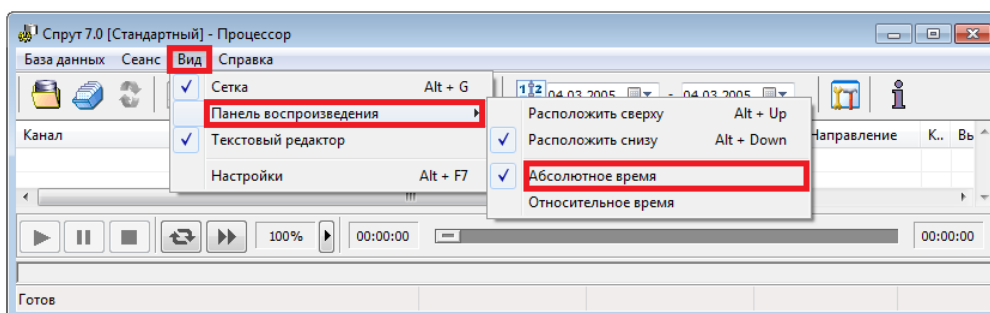 Спрут 7.0 [Стандартный] - Процессор
База данных Сеанс Вид Справка
Сетка Alt + G
04.03.2005 - 04.03.2005
Панель воспроизведения
Расположить сверху Alt + Up
Канал
Текстовый редактор
Расположить снизу Alt + Down
Направление К.. Вь
Настройки Alt + F7
Абсолютное время
Относительное время
100% 00:00:00 00:00:00
Готов